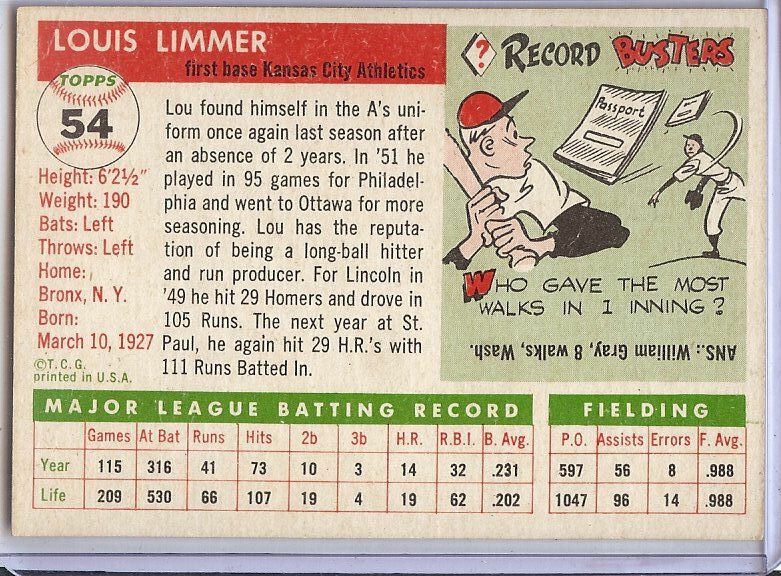 LOUIS LIMMER
first base Kansas City Athletics
TOPPS
54
Height: 6'2½"
Weight: 190
Bats: Left
Throws: Left
Home:
Bronx, N. Y.
Born:
March 10, 1927
©T.C.G.
printed in U.S.A.
Lou found himself in the A's uni-
form once again last season after
an absence of 2 years. In '51 he
played in 95 games for Philadel-
phia and went to Ottawa for more
seasoning. Lou has the reputa-
tion of being a long-ball hitter
and run producer. For Lincoln in
'49 he hit 29 Homers and drove in
105 Runs. The next year at St.
Paul, he again hit 29 H.R.'s with
111 Runs Batted In.
? RECORD BUSTERS
Passport
WHO GAVE THE MOST
WALKS IN 1 INNING?
ANS.: William Gray, 8 walks, Wash.
MAJOR LEAGUE BATTING RECORD
Games At Bat Runs Hits 2b 3b H.R. R.B.I. B. Avg.
Year 115 316 41 73 10 3 14 32 .231
Life 209 530 66 107 19 4 19 62 .202
FIELDING
P.O. Assists Errors F. Avg.
597 56 8 .988
1047 96 14 .988